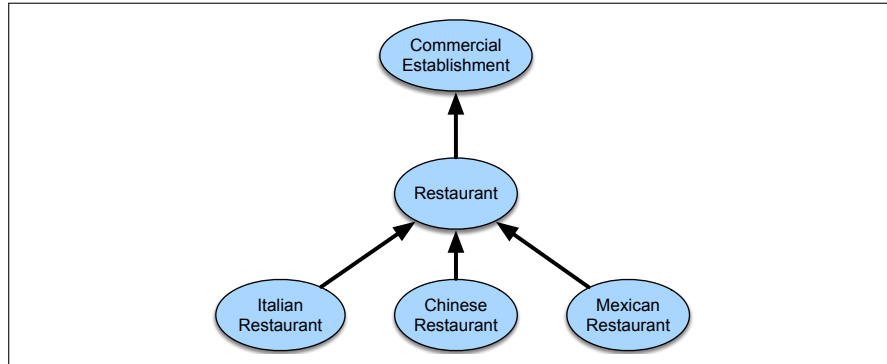 Commercial
Establishment
Restaurant
Italian
Restaurant
Chinese
Restaurant
Mexican
Restaurant